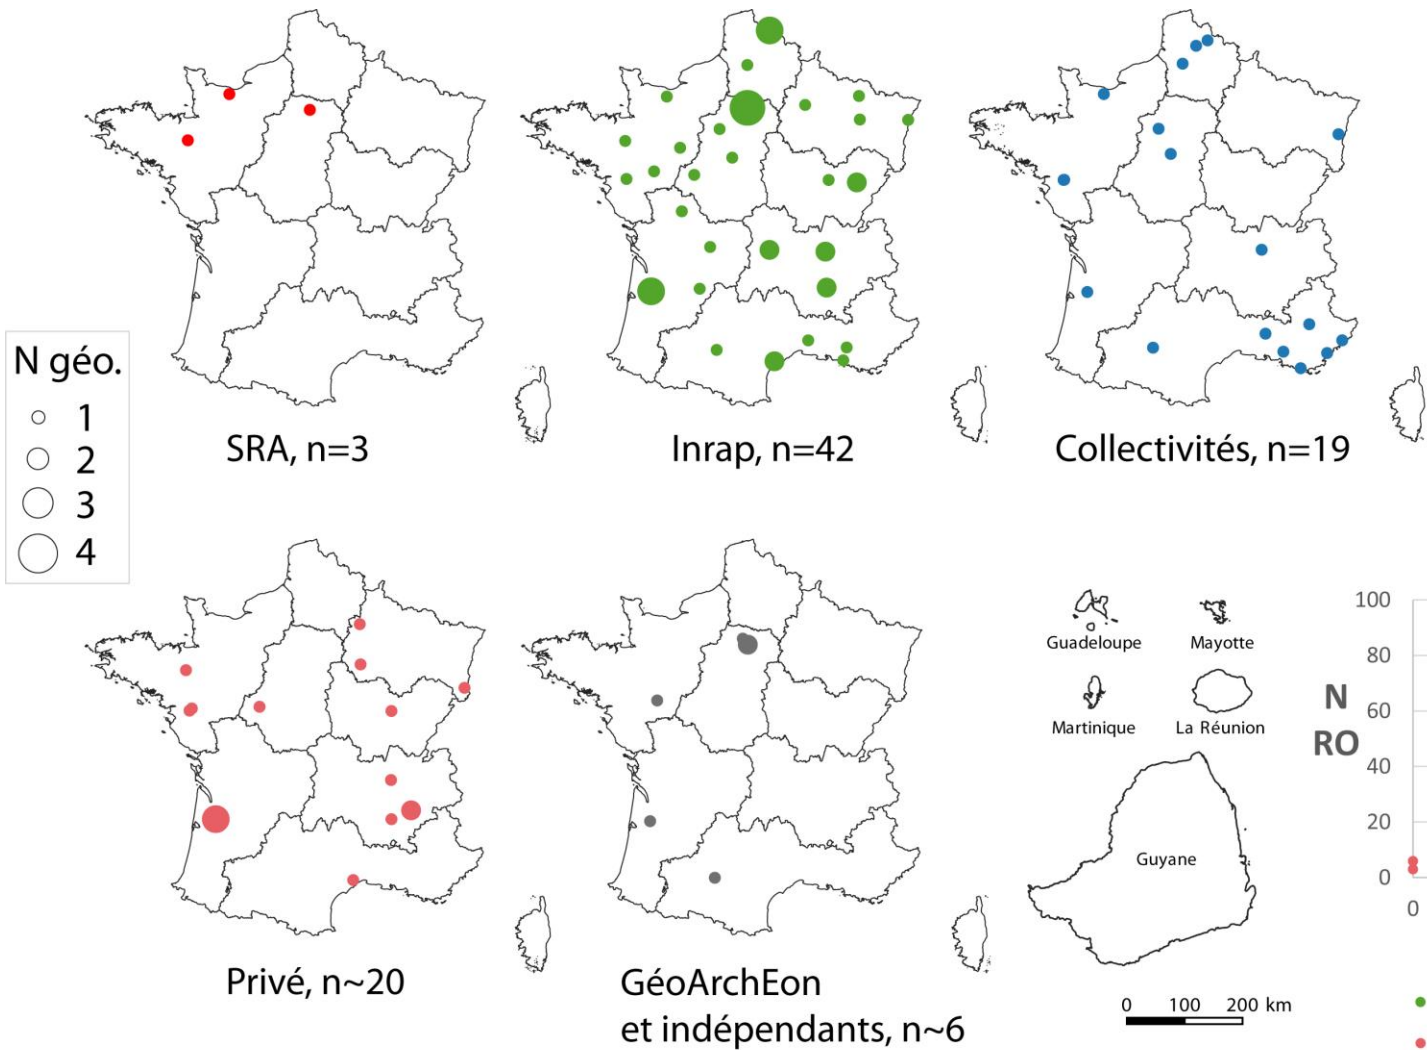 N géo.
1
2
3
4
SRA, n=3
Inrap, n=42
Collectivités, n=19
Privé, n~20
GéoArchEon
et indépendants, n~6
Guadeloupe
Mayotte
Martinique
La Réunion
Guyane
0 100 200 km
N
RO
100
80
60
40
20
0
0